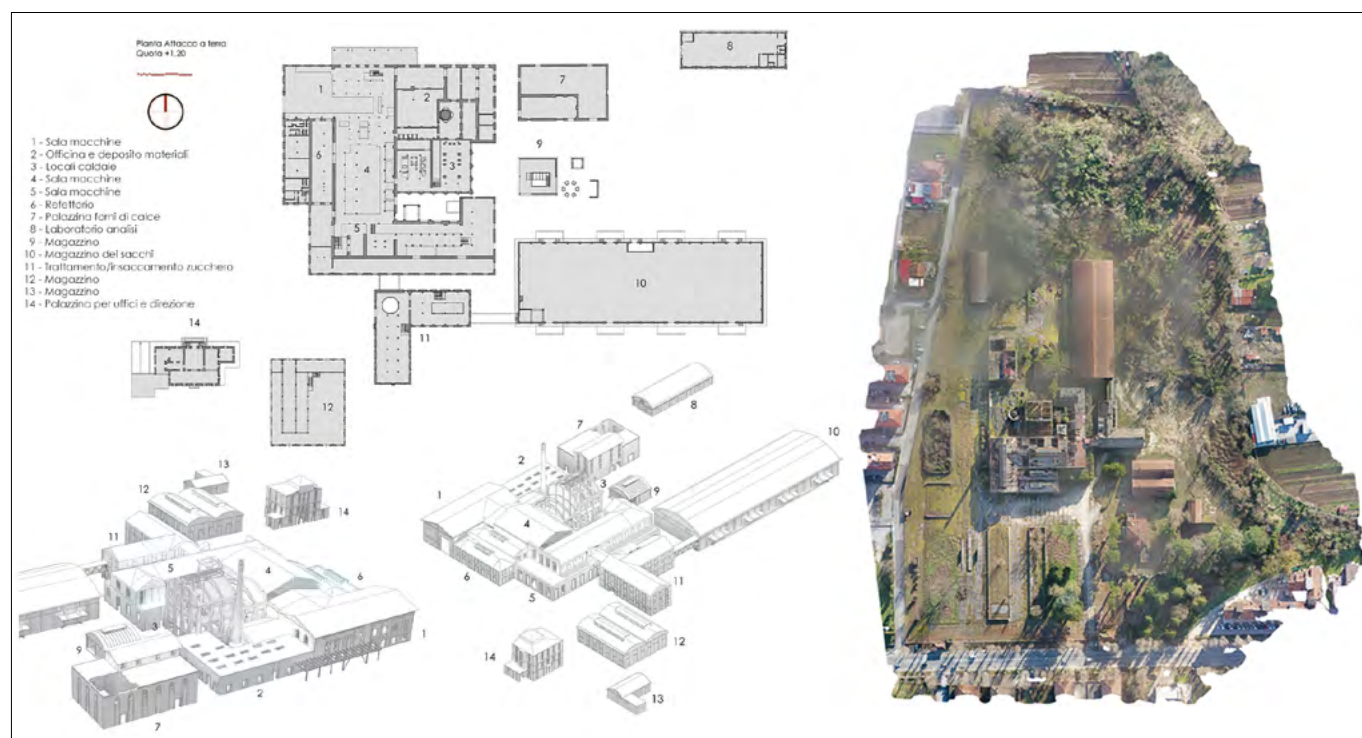 Pianta Attacco a terra
Quota +1.20
1 - Sala macchine
2 - Officina e deposito materiali
3 - Locali caldaie
4 - Sala macchine
5 - Sala macchine
6 - Refettorio
7 - Palazzina forni di calce
8 - Laboratorio analisi
9 - Magazzino
10 - Magazzino dei sacchi
11 - Trattamento/insaccamento zucchero
12 - Magazzino
13 - Magazzino
14 - Palazzina per uffici e direzione
1
2
3
4
5
6
7
8
9
10
11
12
14
13
12
14
11
5
4
6
3
1
9
2
7
8
7
10
2
1
3
9
4
6
5
11
12
14
13